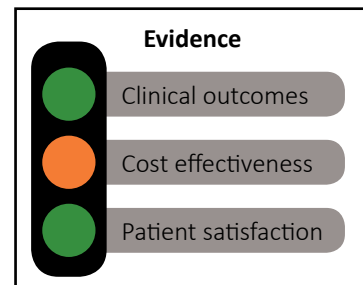 Evidence
Clinical outcomes
Cost effectiveness
Patient satisfaction